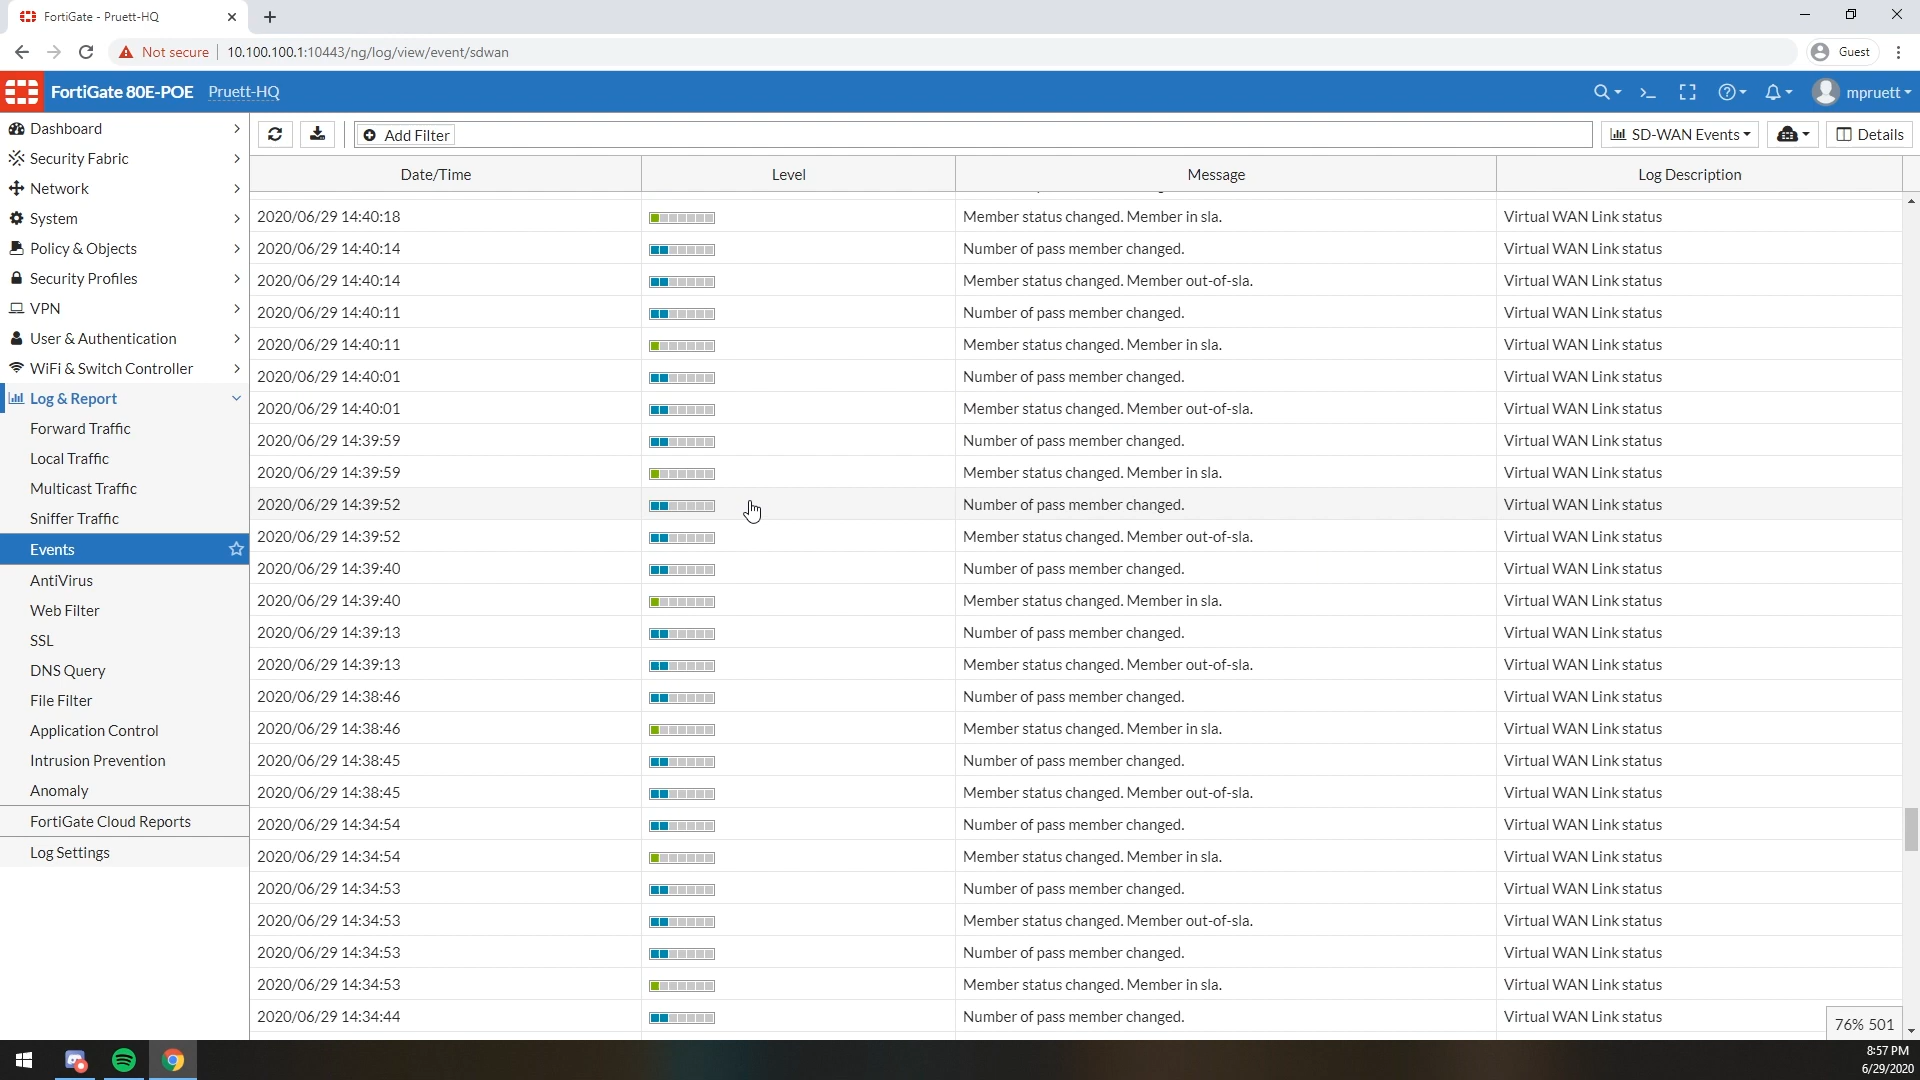 FortiGate - Pruett-HQ
Not secure 10.100.100.1:10443/ng/log/view/event/sdwan
Guest
FortiGate 80E-POE Pruett-HQ
mpruett
Dashboard
Security Fabric
Network
System
Policy & Objects
Security Profiles
VPN
User & Authentication
WiFi & Switch Controller
Log & Report
Forward Traffic
Local Traffic
Multicast Traffic
Sniffer Traffic
Events
AntiVirus
Web Filter
SSL
DNS Query
File Filter
Application Control
Intrusion Prevention
Anomaly
FortiGate Cloud Reports
Log Settings
Add Filter
SD-WAN Events
Details
Date/Time Level Message Log Description
2020/06/29 14:40:18 Member status changed. Member in sla. Virtual WAN Link status
2020/06/29 14:40:14 Number of pass member changed. Virtual WAN Link status
2020/06/29 14:40:14 Member status changed. Member out-of-sla. Virtual WAN Link status
2020/06/29 14:40:11 Number of pass member changed. Virtual WAN Link status
2020/06/29 14:40:11 Member status changed. Member in sla. Virtual WAN Link status
2020/06/29 14:40:01 Number of pass member changed. Virtual WAN Link status
2020/06/29 14:40:01 Member status changed. Member out-of-sla. Virtual WAN Link status
2020/06/29 14:39:59 Number of pass member changed. Virtual WAN Link status
2020/06/29 14:39:59 Member status changed. Member in sla. Virtual WAN Link status
2020/06/29 14:39:52 Number of pass member changed. Virtual WAN Link status
2020/06/29 14:39:52 Member status changed. Member out-of-sla. Virtual WAN Link status
2020/06/29 14:39:40 Number of pass member changed. Virtual WAN Link status
2020/06/29 14:39:40 Member status changed. Member in sla. Virtual WAN Link status
2020/06/29 14:39:13 Number of pass member changed. Virtual WAN Link status
2020/06/29 14:39:13 Member status changed. Member out-of-sla. Virtual WAN Link status
2020/06/29 14:38:46 Number of pass member changed. Virtual WAN Link status
2020/06/29 14:38:46 Member status changed. Member in sla. Virtual WAN Link status
2020/06/29 14:38:45 Number of pass member changed. Virtual WAN Link status
2020/06/29 14:38:45 Member status changed. Member out-of-sla. Virtual WAN Link status
2020/06/29 14:34:54 Number of pass member changed. Virtual WAN Link status
2020/06/29 14:34:54 Member status changed. Member in sla. Virtual WAN Link status
2020/06/29 14:34:53 Number of pass member changed. Virtual WAN Link status
2020/06/29 14:34:53 Member status changed. Member out-of-sla. Virtual WAN Link status
2020/06/29 14:34:53 Number of pass member changed. Virtual WAN Link status
2020/06/29 14:34:53 Member status changed. Member in sla. Virtual WAN Link status
2020/06/29 14:34:44 Number of pass member changed. Virtual WAN Link status
76% 501
8:57 PM
6/29/2020